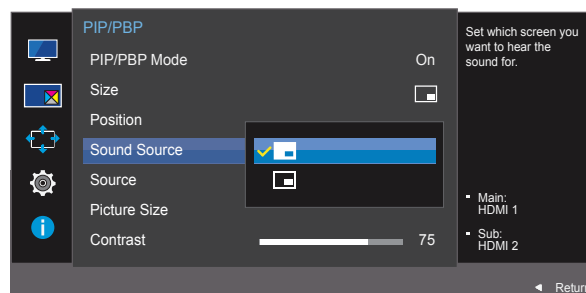 PIP/PBP
PIP/PBP Mode On
Size
Position
Sound Source
Source
Picture Size
Contrast 75
Set which screen you
want to hear the
sound for.
Main:
HDMI 1
Sub:
HDMI 2
Return